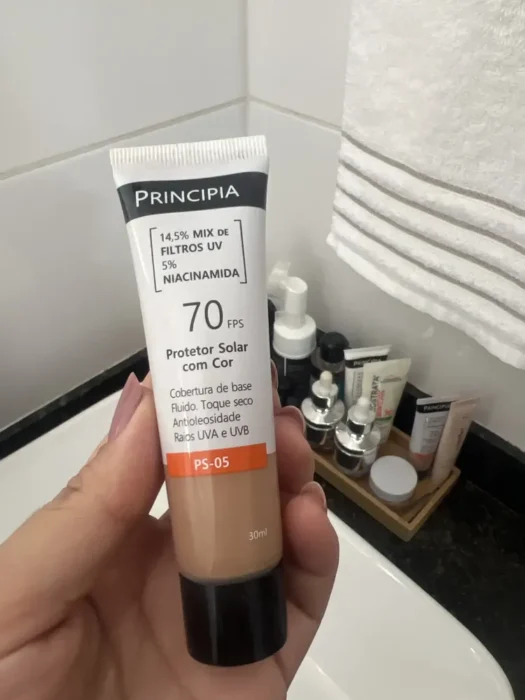 PRINCIPIA
14,5% MIX DE
FILTROS UV
5%
NIACINAMIDA
70 FPS
Protetor Solar
com Cor
Cobertura de base
Fluido. Toque seco
Antioleosidade
Raios UVA e UVB
PS-05
30ml
PRINCIPIA